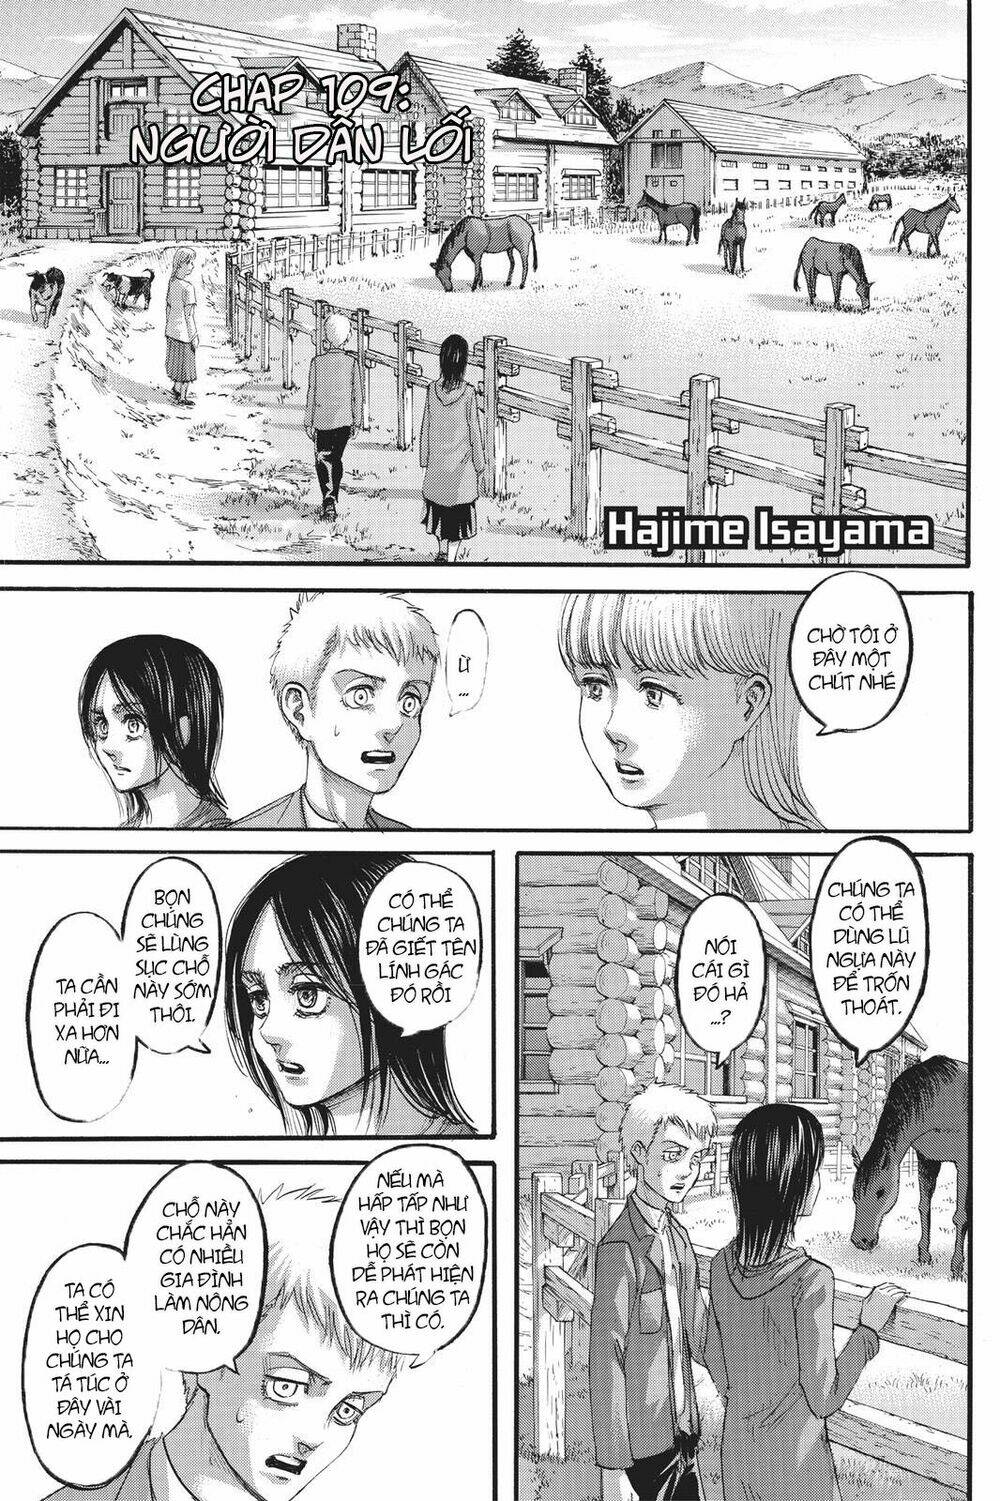 CHAP 109:
NGƯỜI DẪN LỐI
Hajime Isayama
CHỜ TÔI Ở
ĐÂY MỘT
CHÚT NHÉ
Ừ
...
CHÚNG TA
CÓ THỂ
DÙNG LŨ
NGỰA NÀY
ĐỂ TRỐN
THOÁT.
NÓI
CÁI GÌ
ĐÓ HẢ
...?
CÓ THỂ
CHÚNG TA
ĐÃ GIẾT TÊN
LÍNH GÁC
ĐÓ RỒI
BỌN
CHÚNG
SẼ LÙNG
SỤC CHỖ
NÀY SỚM
THÔI.
TA CẦN
PHẢI ĐI
XA HƠN
NỮA...
NẾU MÀ
HẤP TẤP NHƯ
VẬY THÌ BỌN
HỌ SẼ CÒN
DỄ PHÁT HIỆN
RA CHÚNG TA
THÌ CÓ.
CHỖ NÀY
CHẮC HẲN
CÓ NHIỀU
GIA ĐÌNH
LÀM NÔNG
DÂN.
TA CÓ
THỂ XIN
HỌ CHO
CHÚNG TA
TÁ TÚC Ở
ĐÂY VÀI
NGÀY MÀ.